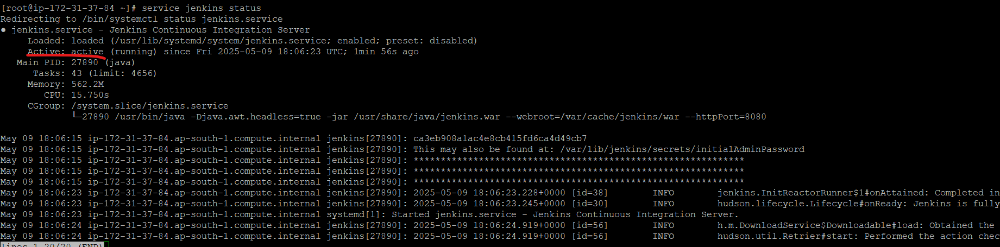 [root@ip-172-31-37-84 ~]# service jenkins status
Redirecting to /bin/systemctl status jenkins.service
● jenkins.service - Jenkins Continuous Integration Server
     Loaded: loaded (/usr/lib/systemd/system/jenkins.service; enabled; preset: disabled)
     Active: active (running) since Fri 2025-05-09 18:06:23 UTC; 1min 56s ago
   Main PID: 27890 (java)
      Tasks: 43 (limit: 4656)
     Memory: 562.2M
        CPU: 15.750s
     CGroup: /system.slice/jenkins.service
             └─27890 /usr/bin/java -Djava.awt.headless=true -jar /usr/share/java/jenkins.war --webroot=/var/cache/jenkins/war --httpPort=8080

May 09 18:06:15 ip-172-31-37-84.ap-south-1.compute.internal jenkins[27890]: ca3eb908a1ac4e8cb415fd6ca4d49cb7
May 09 18:06:15 ip-172-31-37-84.ap-south-1.compute.internal jenkins[27890]: This may also be found at: /var/lib/jenkins/secrets/initialAdminPassword
May 09 18:06:15 ip-172-31-37-84.ap-south-1.compute.internal jenkins[27890]: *************************************************************
May 09 18:06:15 ip-172-31-37-84.ap-south-1.compute.internal jenkins[27890]: *************************************************************
May 09 18:06:15 ip-172-31-37-84.ap-south-1.compute.internal jenkins[27890]: *************************************************************
May 09 18:06:23 ip-172-31-37-84.ap-south-1.compute.internal jenkins[27890]: 2025-05-09 18:06:23.228+0000 [id=38]        INFO        jenkins.InitReactorRunner$1#onAttained: Completed in
May 09 18:06:23 ip-172-31-37-84.ap-south-1.compute.internal jenkins[27890]: 2025-05-09 18:06:23.245+0000 [id=30]        INFO        hudson.lifecycle.Lifecycle#onReady: Jenkins is fully
May 09 18:06:23 ip-172-31-37-84.ap-south-1.compute.internal systemd[1]: Started jenkins.service - Jenkins Continuous Integration Server.
May 09 18:06:24 ip-172-31-37-84.ap-south-1.compute.internal jenkins[27890]: 2025-05-09 18:06:24.919+0000 [id=56]        INFO        h.m.DownloadService$Downloadable#load: Obtained the
May 09 18:06:24 ip-172-31-37-84.ap-south-1.compute.internal jenkins[27890]: 2025-05-09 18:06:24.919+0000 [id=56]        INFO        hudson.util.Retrier#start: Performed the action chec
lines 1-20/20 (END)